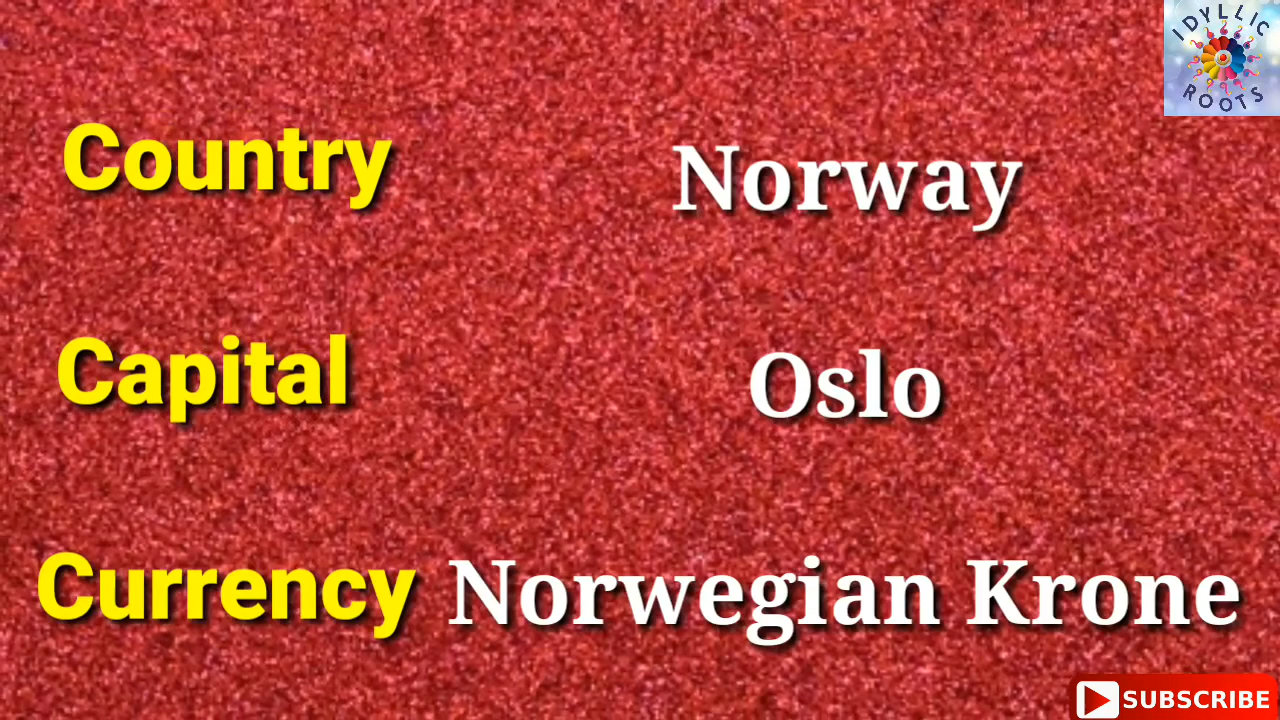 IDYLLIC
ROOTS
Country Norway
Capital Oslo
Currency Norwegian Krone
SUBSCRIBE